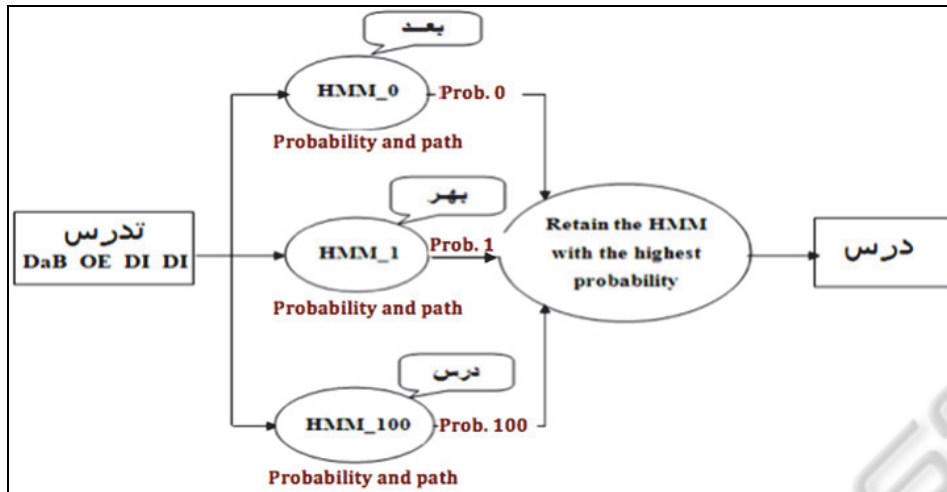 بعد
HMM_0
Prob. 0
Probability and path
بهر
تدرس
DaB OE DI DI
HMM_1
Prob. 1
Probability and path
Retain the HMM
with the highest
probability
درس
درس
HMM_100
Prob. 100
Probability and path